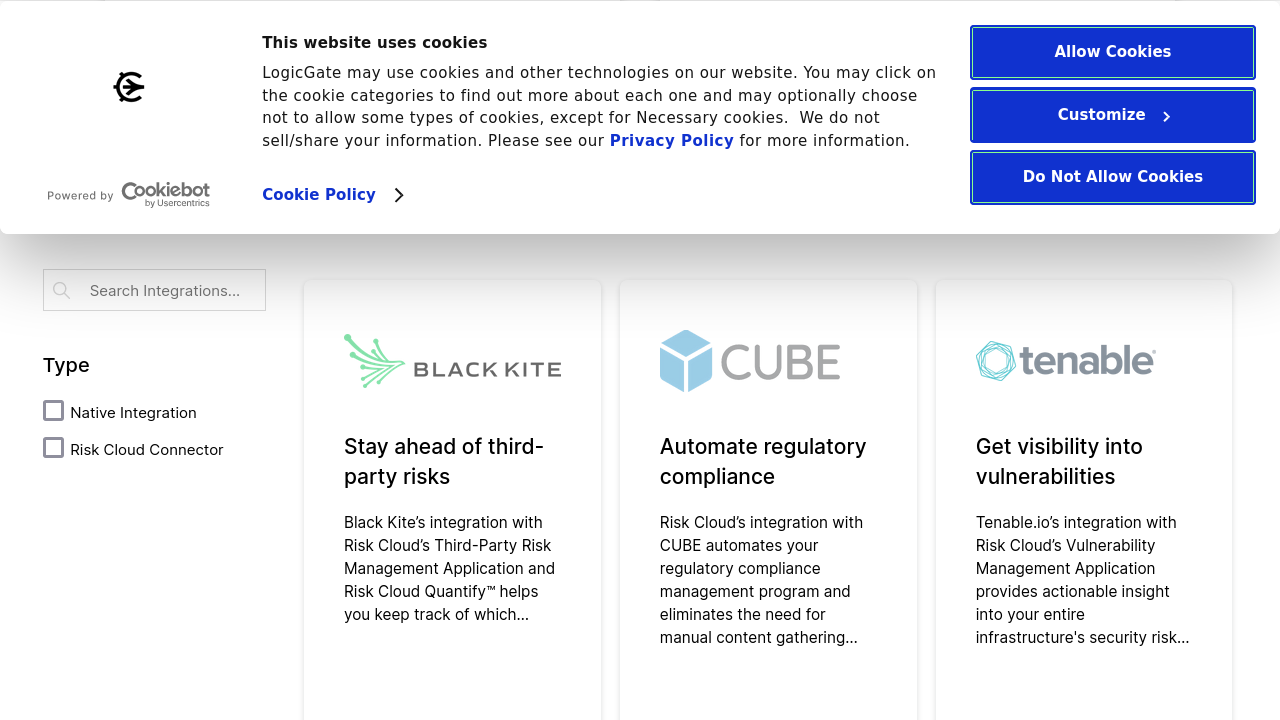 This website uses cookies
LogicGate may use cookies and other technologies on our website. You may click on
the cookie categories to find out more about each one and may optionally choose
not to allow some types of cookies, except for Necessary cookies.  We do not
sell/share your information. Please see our Privacy Policy for more information.
Cookie Policy
Powered by Cookiebot
by Usercentrics
Allow Cookies
Customize
Do Not Allow Cookies
Search Integrations...
Type
Native Integration
Risk Cloud Connector
BLACK KITE
Stay ahead of third-
party risks
Black Kite’s integration with
Risk Cloud’s Third-Party Risk
Management Application and
Risk Cloud Quantify™ helps
you keep track of which...
CUBE
Automate regulatory
compliance
Risk Cloud’s integration with
CUBE automates your
regulatory compliance
management program and
eliminates the need for
manual content gathering...
tenable®
Get visibility into
vulnerabilities
Tenable.io’s integration with
Risk Cloud’s Vulnerability
Management Application
provides actionable insight
into your entire
infrastructure's security risk...